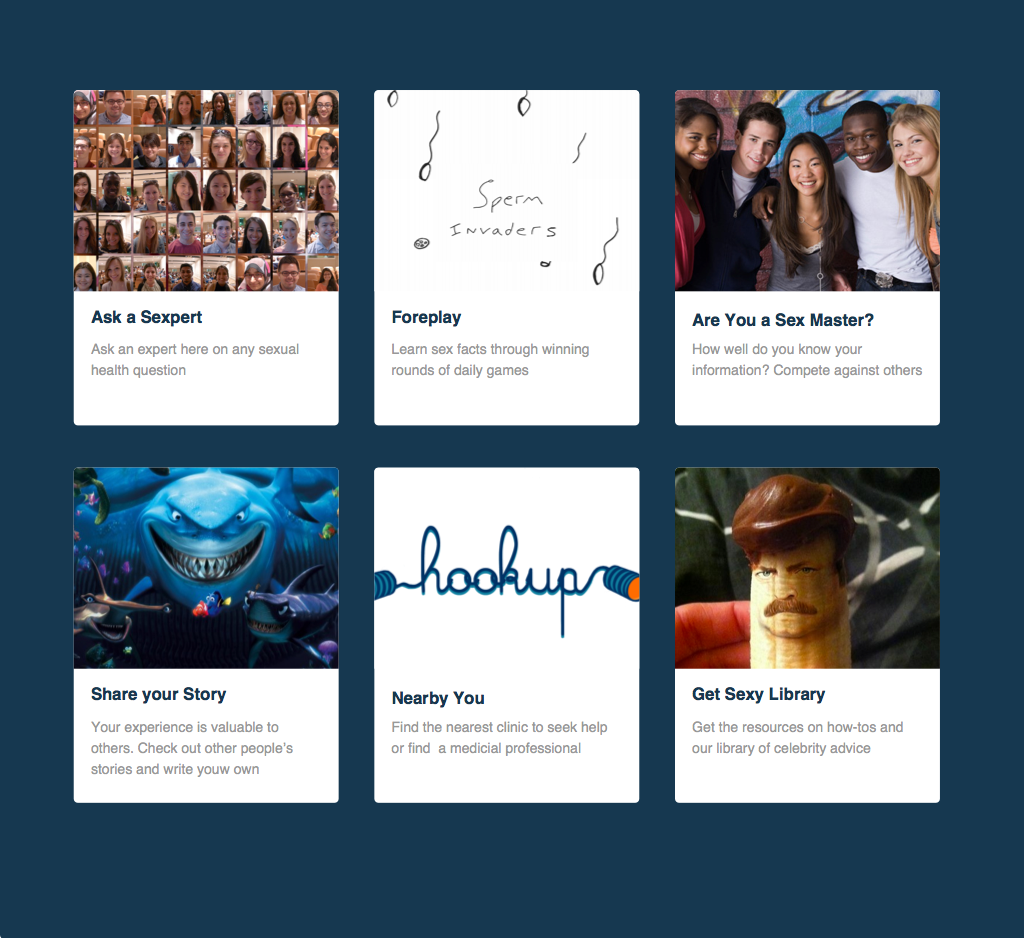 Sperm
Invaders
Ask a Sexpert
Ask an expert here on any sexual
health question
Foreplay
Learn sex facts through winning
rounds of daily games
Are You a Sex Master?
How well do you know your
information? Compete against others
hookup
Share your Story
Your experience is valuable to
others. Check out other people's
stories and write youw own
Nearby You
Find the nearest clinic to seek help
or find  a medicial professional
Get Sexy Library
Get the resources on how-tos and
our library of celebrity advice